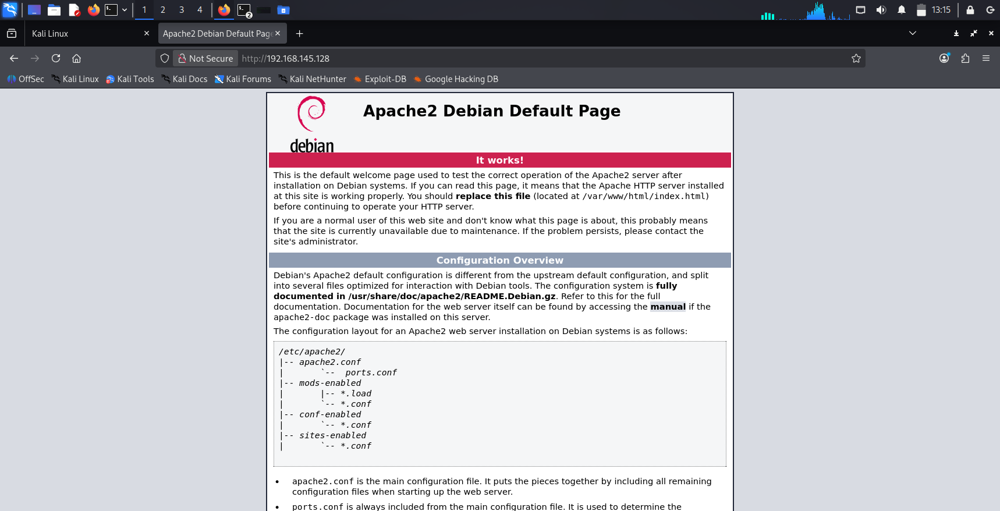 1 2 3 4 2 13:15
Kali Linux
Apache2 Debian Default Page
Not Secure http://192.168.145.128
OffSec Kali Linux Kali Tools Kali Docs Kali Forums Kali NetHunter Exploit-DB Google Hacking DB
debian
Apache2 Debian Default Page
It works!
This is the default welcome page used to test the correct operation of the Apache2 server after
installation on Debian systems. If you can read this page, it means that the Apache HTTP server installed
at this site is working properly. You should replace this file (located at /var/www/html/index.html)
before continuing to operate your HTTP server.
If you are a normal user of this web site and don't know what this page is about, this probably means
that the site is currently unavailable due to maintenance. If the problem persists, please contact the
site's administrator.
Configuration Overview
Debian's Apache2 default configuration is different from the upstream default configuration, and split
into several files optimized for interaction with Debian tools. The configuration system is fully
documented in /usr/share/doc/apache2/README.Debian.gz. Refer to this for the full
documentation. Documentation for the web server itself can be found by accessing the manual if the
apache2-doc package was installed on this server.
The configuration layout for an Apache2 web server installation on Debian systems is as follows:
/etc/apache2/
|-- apache2.conf
|       `--  ports.conf
|-- mods-enabled
|       |-- *.load
|       `-- *.conf
|-- conf-enabled
|       `-- *.conf
|-- sites-enabled
|       `-- *.conf
• apache2.conf is the main configuration file. It puts the pieces together by including all remaining
configuration files when starting up the web server.
• ports.conf is always included from the main configuration file. It is used to determine the